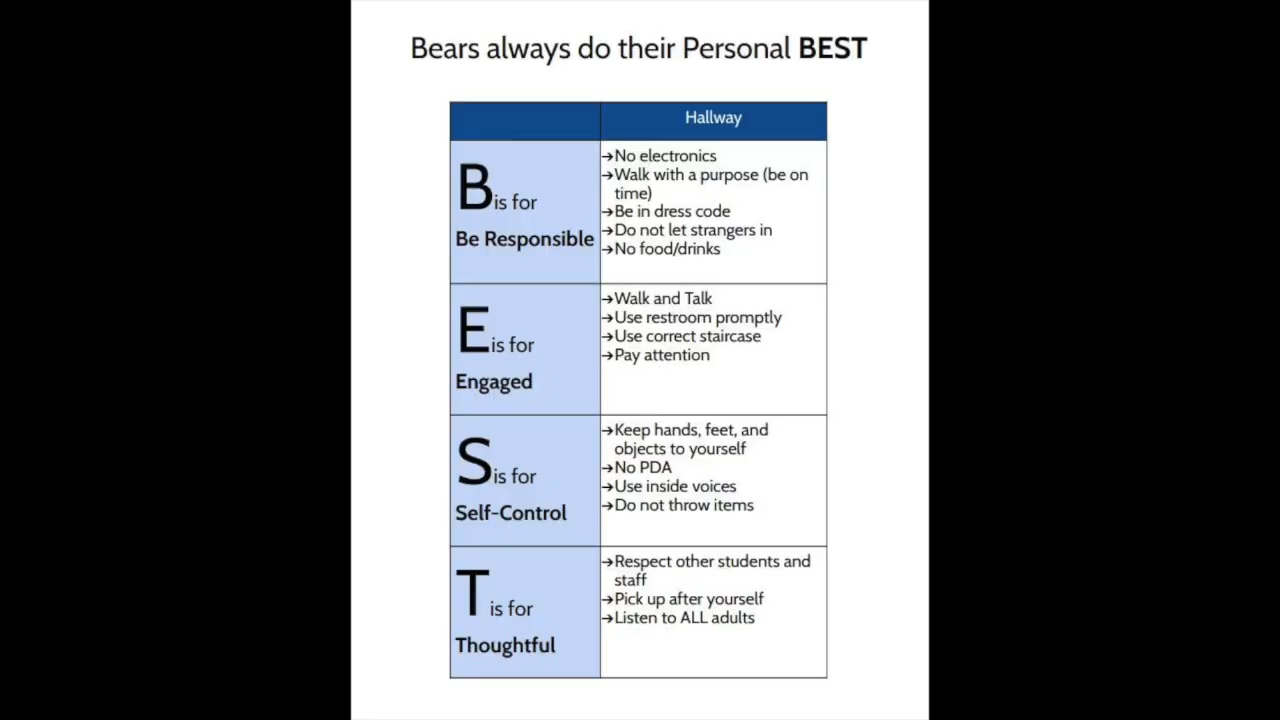 Bears always do their Personal BEST
Hallway
B is for
Be Responsible
➔No electronics
➔Walk with a purpose (be on
time)
➔Be in dress code
➔Do not let strangers in
➔No food/drinks
E is for
Engaged
➔Walk and Talk
➔Use restroom promptly
➔Use correct staircase
➔Pay attention
S is for
Self-Control
➔Keep hands, feet, and
objects to yourself
➔No PDA
➔Use inside voices
➔Do not throw items
T is for
Thoughtful
➔Respect other students and
staff
➔Pick up after yourself
➔Listen to ALL adults